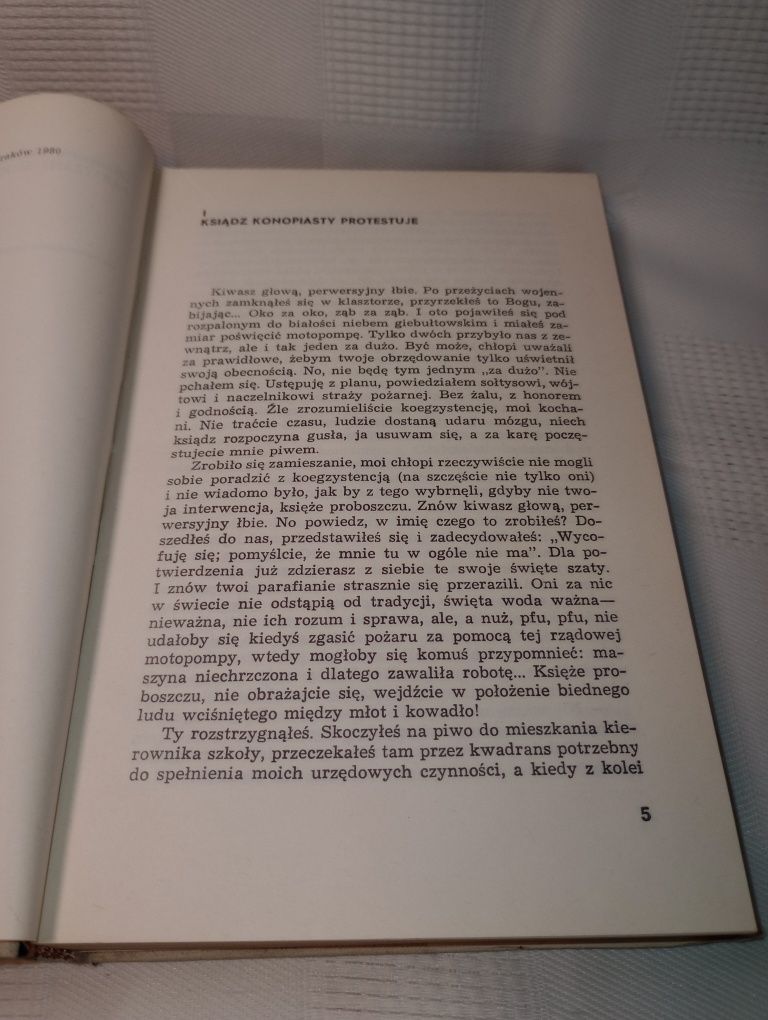 Kraków 1980
I
KSIĄDZ KONOPIASTY PROTESTUJE
Kiwasz głową, perwersyjny łbie. Po przeżyciach wojen-
nych zamknąłeś się w klasztorze, przyrzekłeś to Bogu, za-
bijając... Oko za oko, ząb za ząb. I oto pojawiłeś się pod
rozpalonym do białości niebem giebułtowskim i miałeś za-
miar poświęcić motopompę. Tylko dwóch przybyło nas z ze-
wnątrz, ale i tak jeden za dużo. Być może, chłopi uważali
za prawidłowe, żebym twoje obrzędowanie tylko uświetnił
swoją obecnością. No, nie będę tym jednym „za dużo”. Nie
pchałem się. Ustępuję z planu, powiedziałem sołtysowi, wój-
towi i naczelnikowi straży pożarnej. Bez żalu, z honorem
i godnością. Źle zrozumieliście koegzystencję, moi kocha-
ni. Nie traćcie czasu, ludzie dostaną udaru mózgu, niech
ksiądz rozpoczyna gusła, ja usuwam się, a za karę poczę-
stujecie mnie piwem.
Zrobiło się zamieszanie, moi chłopi rzeczywiście nie mogli
sobie poradzić z koegzystencją (na szczęście nie tylko oni)
i nie wiadomo było, jak by z tego wybrnęli, gdyby nie two-
ja interwencja, księże proboszczu. Znów kiwasz głową, per-
wersyjny łbie. No powiedz, w imię czego to zrobiłeś? Do-
szedłeś do nas, przedstawiłeś się i zadecydowałeś: „Wyco-
fuję się; pomyślcie, że mnie tu w ogóle nie ma”. Dla po-
twierdzenia już zdzierasz z siebie te swoje święte szaty.
I znów twoi parafianie strasznie się przerazili. Oni za nic
w świecie nie odstąpią od tradycji, święta woda ważna—
nieważna, nie ich rozum i sprawa, ale, a nuż, pfu, pfu, nie
udałoby się kiedyś zgasić pożaru za pomocą tej rządowej
motopompy, wtedy mogłoby się komuś przypomnieć: ma-
szyna niechrzczona i dlatego zawaliła robotę... Księże pro-
boszczu, nie obrażajcie się, wejdźcie w położenie biednego
ludu wciśniętego między młot i kowadło!
Ty rozstrzygnąłeś. Skoczyłeś na piwo do mieszkania kie-
rownika szkoły, przeczekałeś tam przez kwadrans potrzebny
do spełnienia moich urzędowych czynności, a kiedy z kolei
5